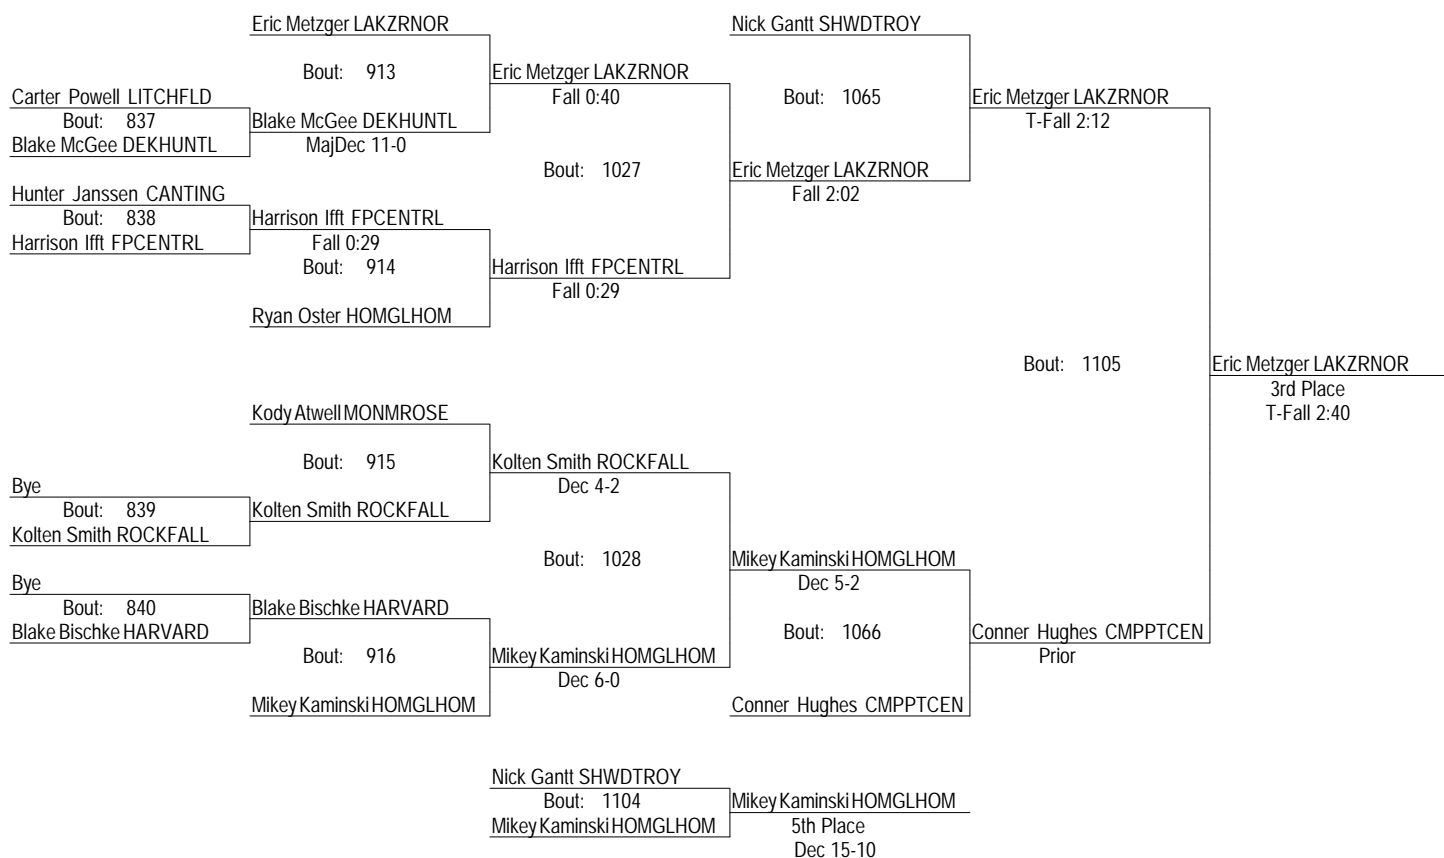 Eric Metzger LAKZRNOR
Nick Gantt SHWDTROY
Bout: 913
Eric Metzger LAKZRNOR
Fall 0:40
Carter Powell LITCHFLD
Bout: 837
Blake McGee DEKHUNTL
Blake McGee DEKHUNTL
MajDec 11-0
Bout: 1065
Eric Metzger LAKZRNOR
T-Fall 2:12
Bout: 1027
Eric Metzger LAKZRNOR
Fall 2:02
Hunter Janssen CANTING
Bout: 838
Harrison Ifft FPCENTRL
Harrison Ifft FPCENTRL
Fall 0:29
Bout: 914
Harrison Ifft FPCENTRL
Fall 0:29
Ryan Oster HOMGLHOM
Bout: 1105
Eric Metzger LAKZRNOR
3rd Place
T-Fall 2:40
Kody Atwell MONMROSE
Bout: 915
Kolten Smith ROCKFALL
Dec 4-2
Bye
Bout: 839
Kolten Smith ROCKFALL
Kolten Smith ROCKFALL
Bout: 1028
Mikey Kaminski HOMGLHOM
Dec 5-2
Bye
Bout: 840
Blake Bischke HARVARD
Blake Bischke HARVARD
Bout: 916
Mikey Kaminski HOMGLHOM
Dec 6-0
Mikey Kaminski HOMGLHOM
Bout: 1066
Conner Hughes CMPPTCEN
Prior
Conner Hughes CMPPTCEN
Nick Gantt SHWDTROY
Bout: 1104
Mikey Kaminski HOMGLHOM
Mikey Kaminski HOMGLHOM
5th Place
Dec 15-10